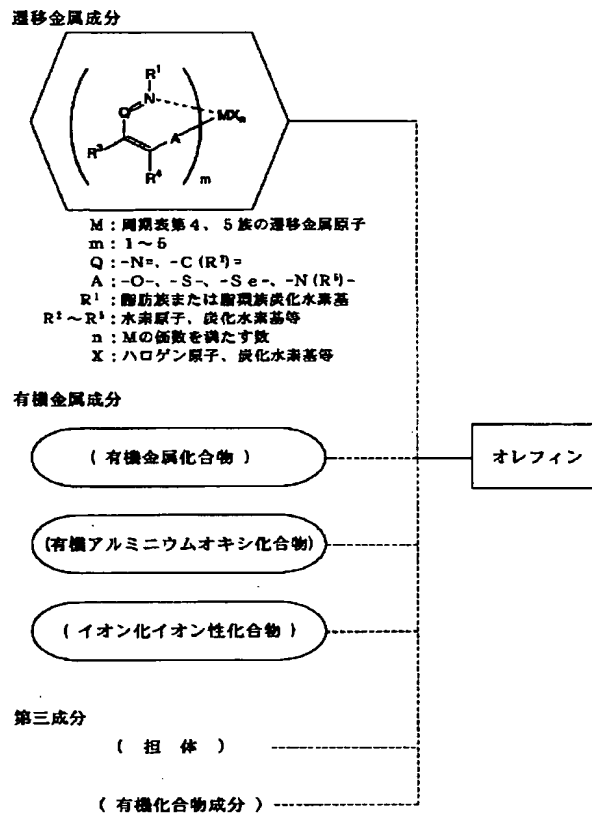 遷移金属成分
R¹
N
Q
MXₙ
R³
A
R⁴
m
M：周期表第4、5族の遷移金属原子
m：1～5
Q：-N=、-C(R²)=
A：-O-、-S-、-Se-、-N(R⁵)-
R¹：脂肪族または脂環族炭化水素基
R²～R⁵：水素原子、炭化水素基等
n：Mの価数を満たす数
X：ハロゲン原子、炭化水素基等
有機金属成分
（有機金属化合物）
オレフィン
(有機アルミニウムオキシ化合物)
（イオン化イオン性化合物）
第三成分
（担体）
（有機化合物成分）